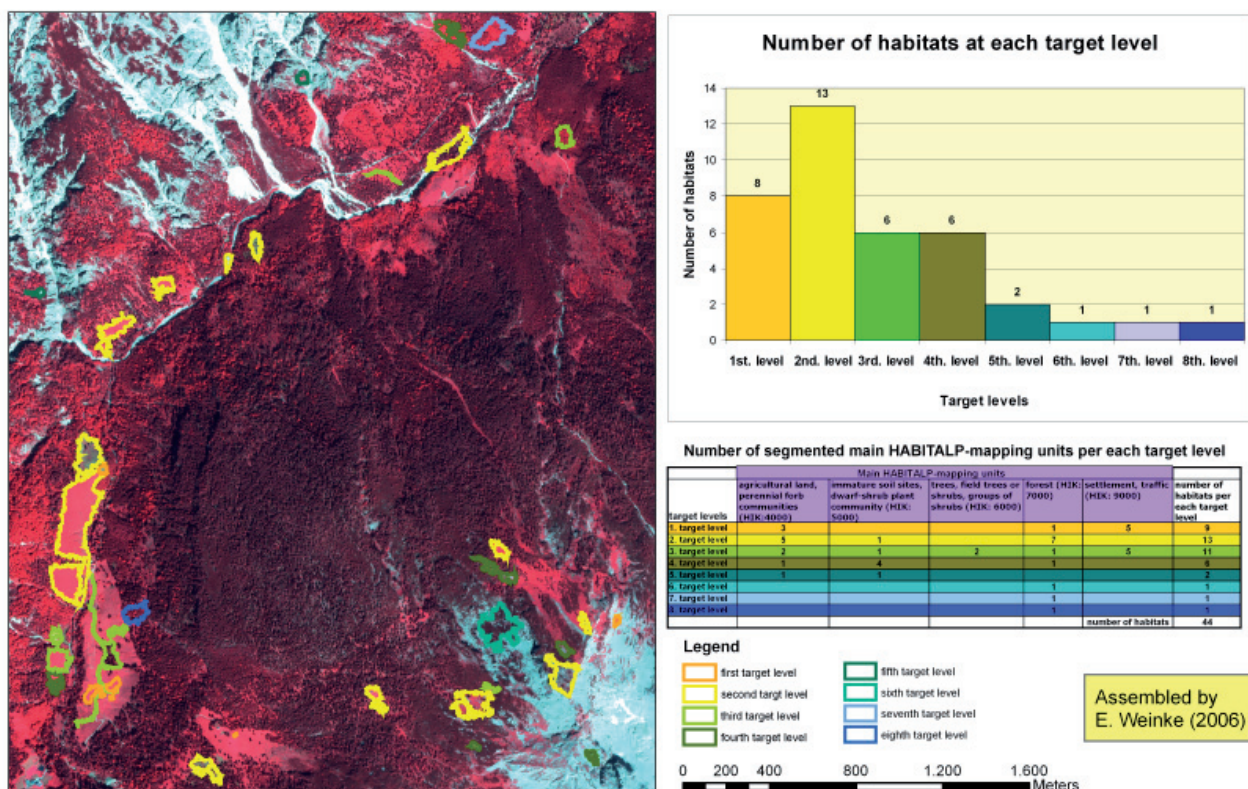 Number of habitats at each target level
Number of habitats
14
12
10
8
6
4
2
0
8
13
6
6
2
1
1
1
1st. level 2nd. level 3rd. level 4th. level 5th. level 6th. level 7th. level 8th. level
Target levels
Number of segmented main HABITALP-mapping units per each target level
Main HABITALP-mapping units
target levels
agricultural land, perennial forb communities (HIK:4000)
immature soil sites, dwarf-shrub plant community (HIK: 5000)
trees, field trees or shrubs, groups of shrubs (HIK: 6000)
forest (HIK: 7000)
settlement, traffic (HIK: 9000)
number of habitats per each target level
1. target level 3 1 5 9
2. target level 5 1 7 13
3. target level 2 1 2 1 5 11
4. target level 1 4 1 6
5. target level 1 1 2
6. target level 1 1
7. target level 1 1
8. target level 1 1
number of habitats 44
Legend
first target level
second targt level
third target level
fourth target level
fifth target level
sixth target level
seventh target level
eighth target level
Assembled by
E. Weinke (2006)
0 200 400 800 1.200 1.600
Meters